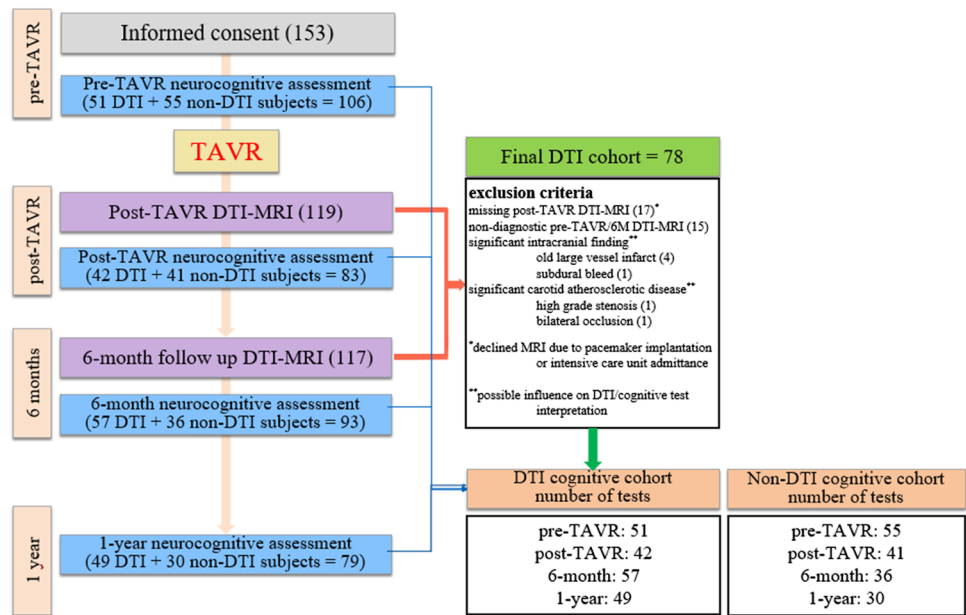 pre-TAVR
Informed consent (153)
Pre-TAVR neurocognitive assessment
(51 DTI + 55 non-DTI subjects = 106)
TAVR
post-TAVR
Post-TAVR DTI-MRI (119)
Post-TAVR neurocognitive assessment
(42 DTI + 41 non-DTI subjects = 83)
6 months
6-month follow up DTI-MRI (117)
6-month neurocognitive assessment
(57 DTI + 36 non-DTI subjects = 93)
1 year
1-year neurocognitive assessment
(49 DTI + 30 non-DTI subjects = 79)
Final DTI cohort = 78
exclusion criteria
missing post-TAVR DTI-MRI (17)*
non-diagnostic pre-TAVR/6M DTI-MRI (15)
significant intracranial finding**
old large vessel infarct (4)
subdural bleed (1)
significant carotid atherosclerotic disease**
high grade stenosis (1)
bilateral occlusion (1)
*declined MRI due to pacemaker implantation
or intensive care unit admittance
**possible influence on DTI/cognitive test
interpretation
DTI cognitive cohort
number of tests
pre-TAVR: 51
post-TAVR: 42
6-month: 57
1-year: 49
Non-DTI cognitive cohort
number of tests
pre-TAVR: 55
post-TAVR: 41
6-month: 36
1-year: 30